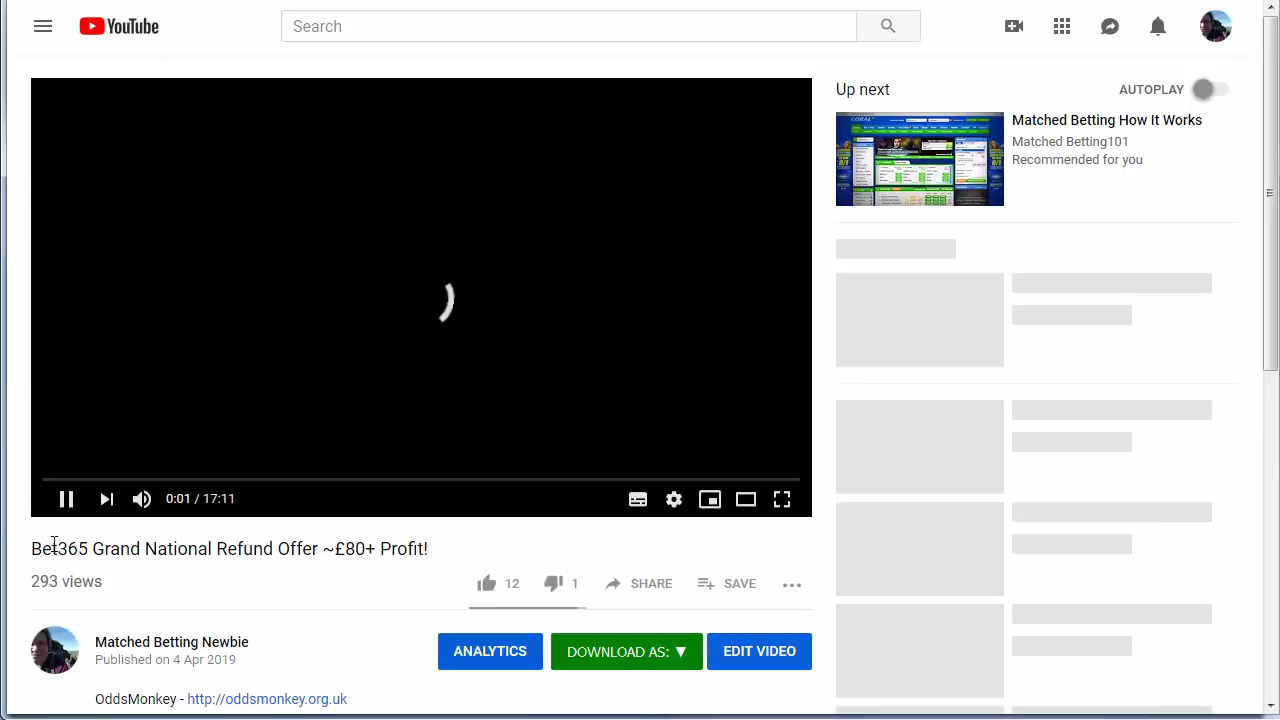 YouTube
Search
Up next
AUTOPLAY
Matched Betting How It Works
Matched Betting101
Recommended for you
CORAL
0:01 / 17:11
Bet365 Grand National Refund Offer ~£80+ Profit!
293 views
12
1
SHARE
SAVE
Matched Betting Newbie
Published on 4 Apr 2019
ANALYTICS
DOWNLOAD AS: ▼
EDIT VIDEO
OddsMonkey - http://oddsmonkey.org.uk